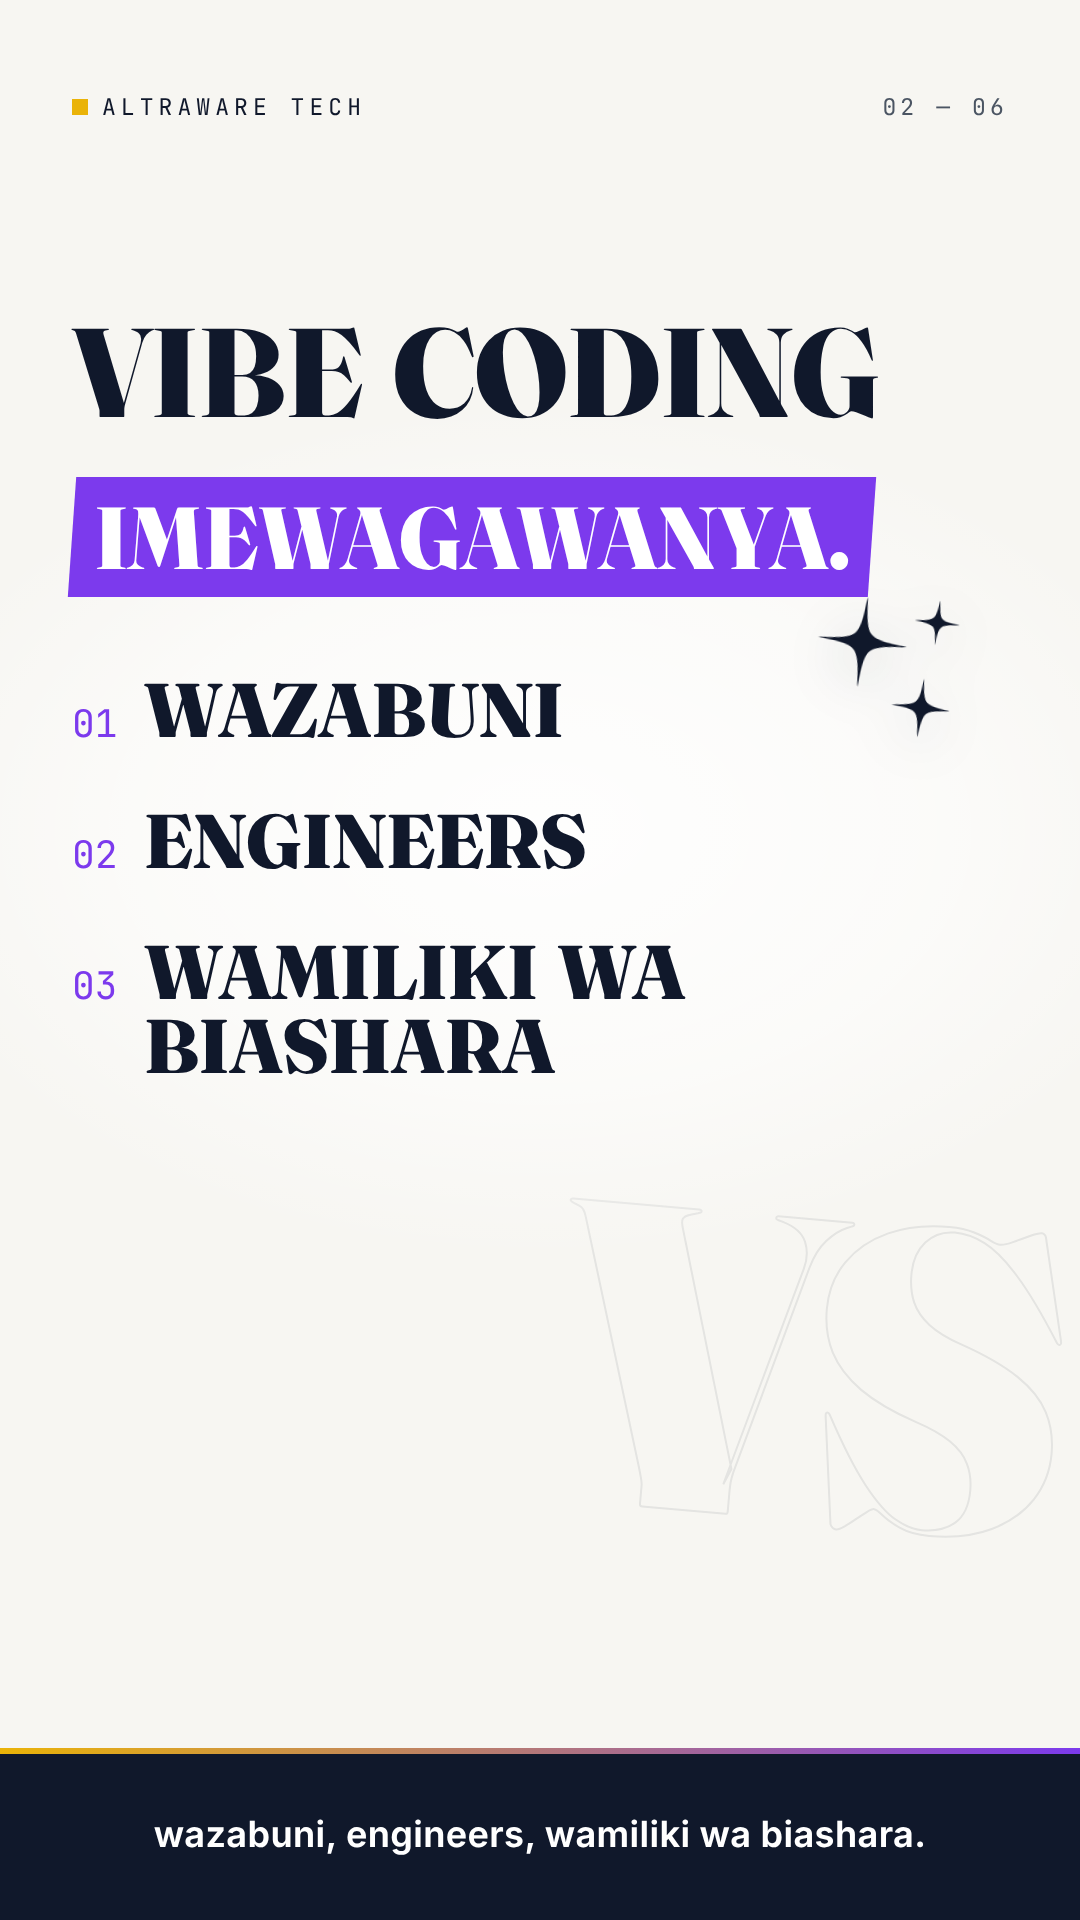 ALTRAWARE TECH
02 — 06
VIBE CODING
IMEWAGAWANYA.
01 WAZABUNI
02 ENGINEERS
03 WAMILIKI WA
BIASHARA
VS
wazabuni, engineers, wamiliki wa biashara.